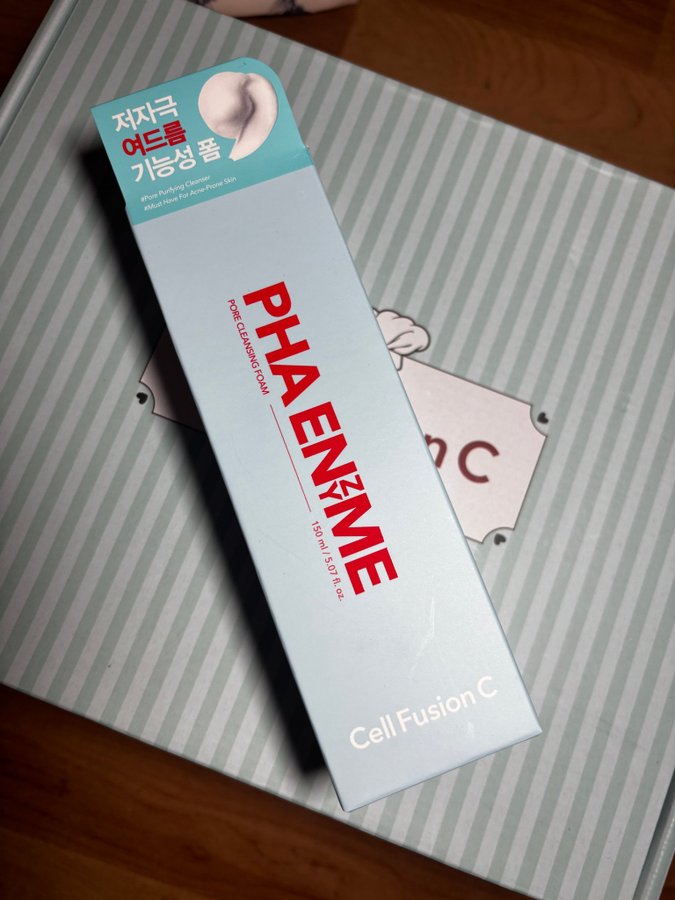 저자극
여드름
기능성 폼
#Pore Purifying Cleanser
#Must Have For Acne-Prone Skin
PHA ENZYME
PORE CLEANSING FOAM
150 ml / 5.07 fl. oz.
Cell Fusion C
n C